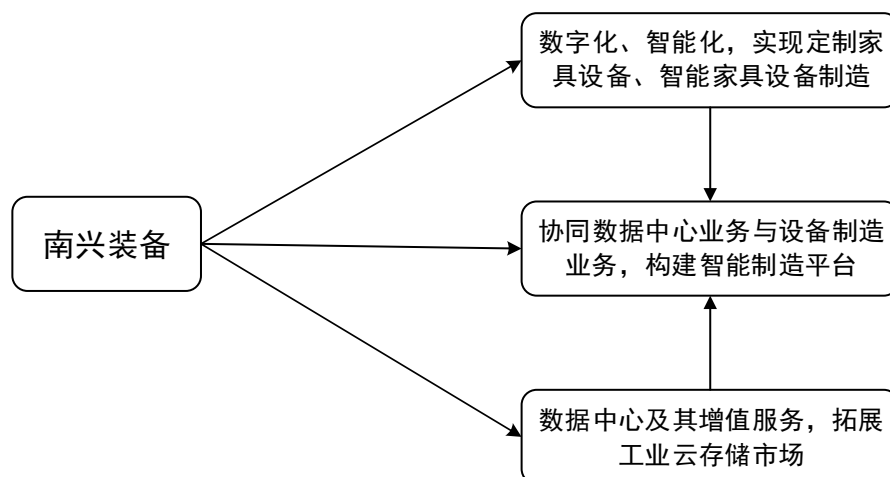 数字化、智能化，实现定制家
具设备、智能家具设备制造
南兴装备
协同数据中心业务与设备制造
业务，构建智能制造平台
数据中心及其增值服务，拓展
工业云存储市场